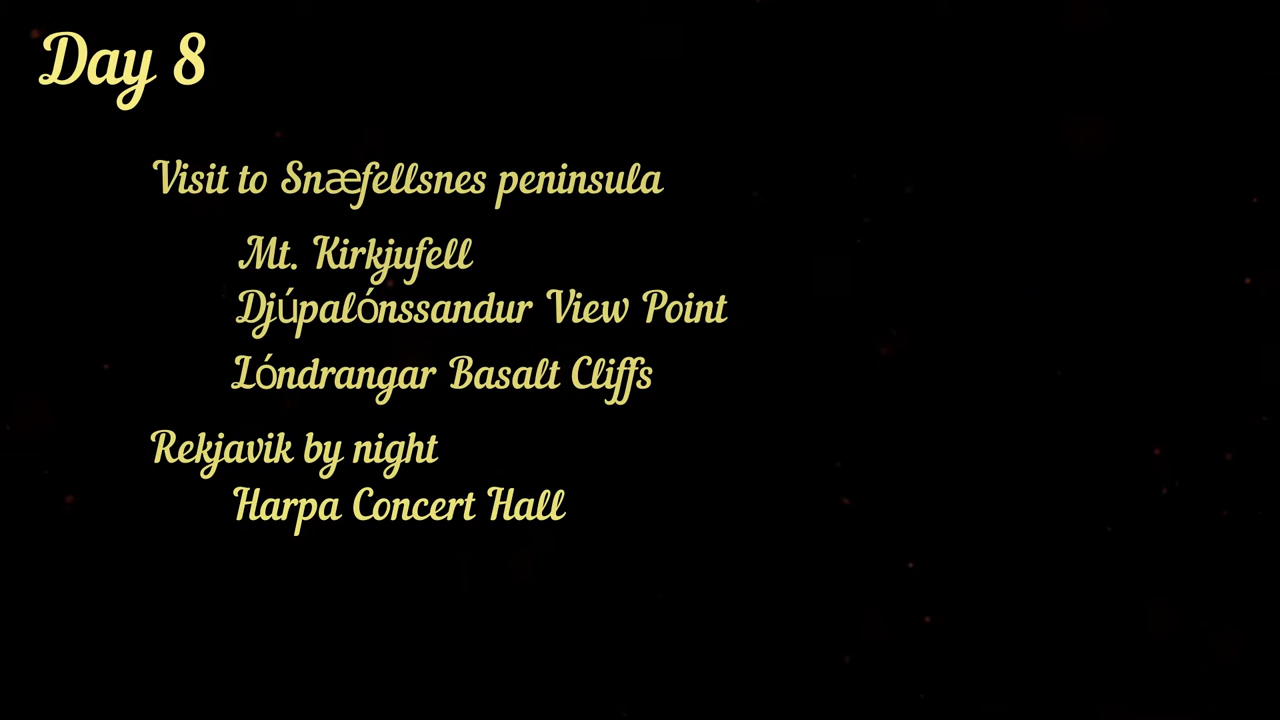 Day 8
Visit to Snæfellsnes peninsula
Mt. Kirkjufell
Djúpalónssandur View Point
Lóndrangar Basalt Cliffs
Rekjavik by night
Harpa Concert Hall